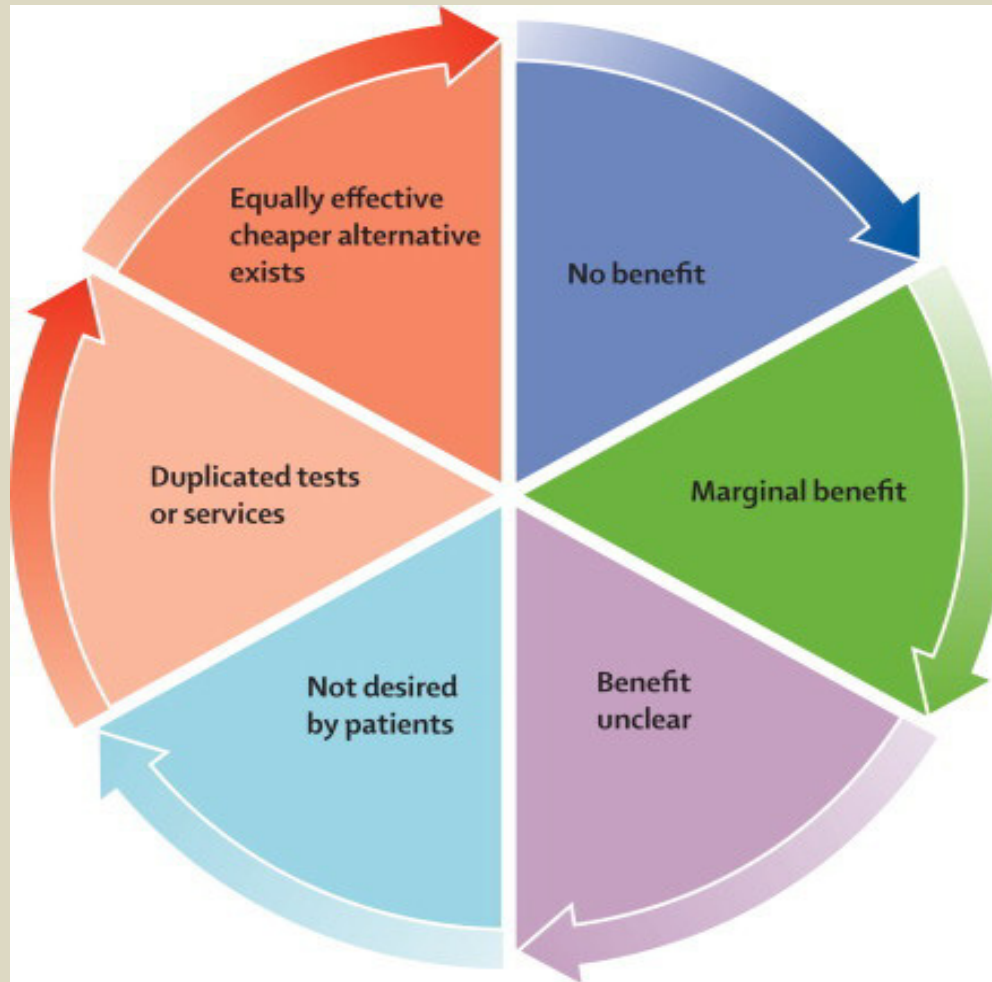 No benefit
Marginal benefit
Benefit
unclear
Not desired
by patients
Duplicated tests
or services
Equally effective
cheaper alternative
exists